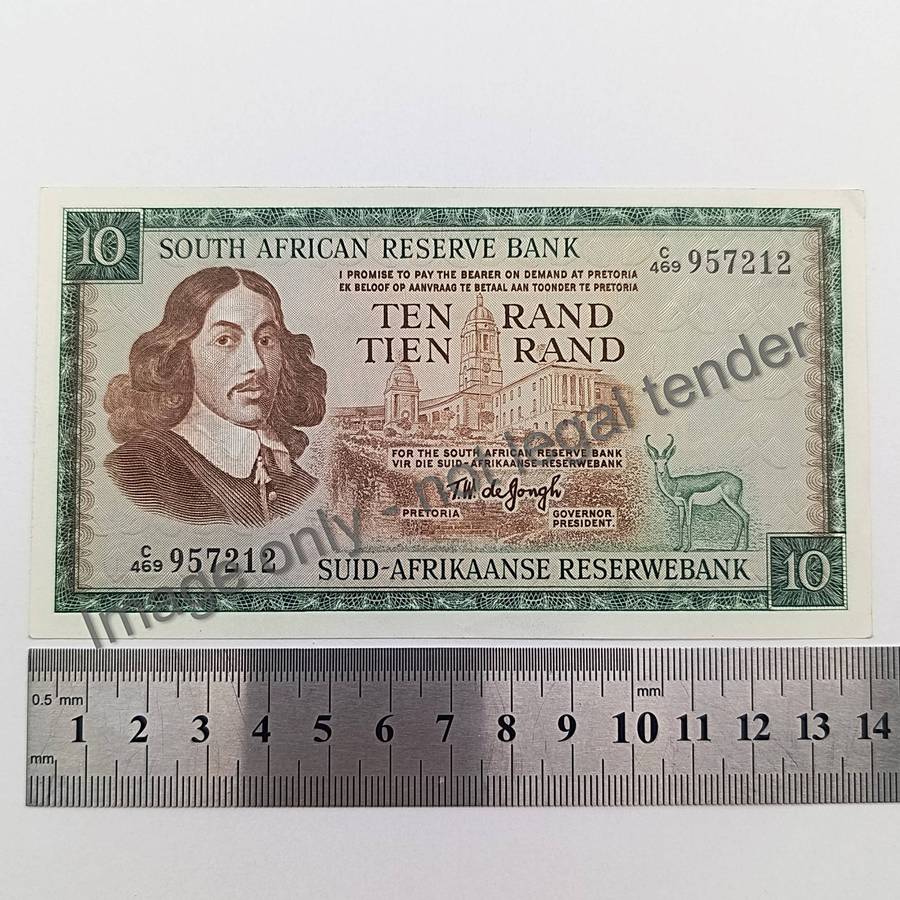 10
SOUTH AFRICAN RESERVE BANK
C/469 957212
I PROMISE TO PAY THE BEARER ON DEMAND AT PRETORIA
EK BELOOF OP AANVRAAG TE BETAAL AAN TOONDER TE PRETORIA
TEN RAND
TIEN RAND
FOR THE SOUTH AFRICAN RESERVE BANK
VIR DIE SUID-AFRIKAANSE RESERWEBANK
T.W. de Jongh
PRETORIA
GOVERNOR.
PRESIDENT.
C/469 957212
SUID-AFRIKAANSE RESERWEBANK
10
Image only - not legal tender
0.5 mm
mm
1 2 3 4 5 6 7 8 9 10 11 12 13 14
mm